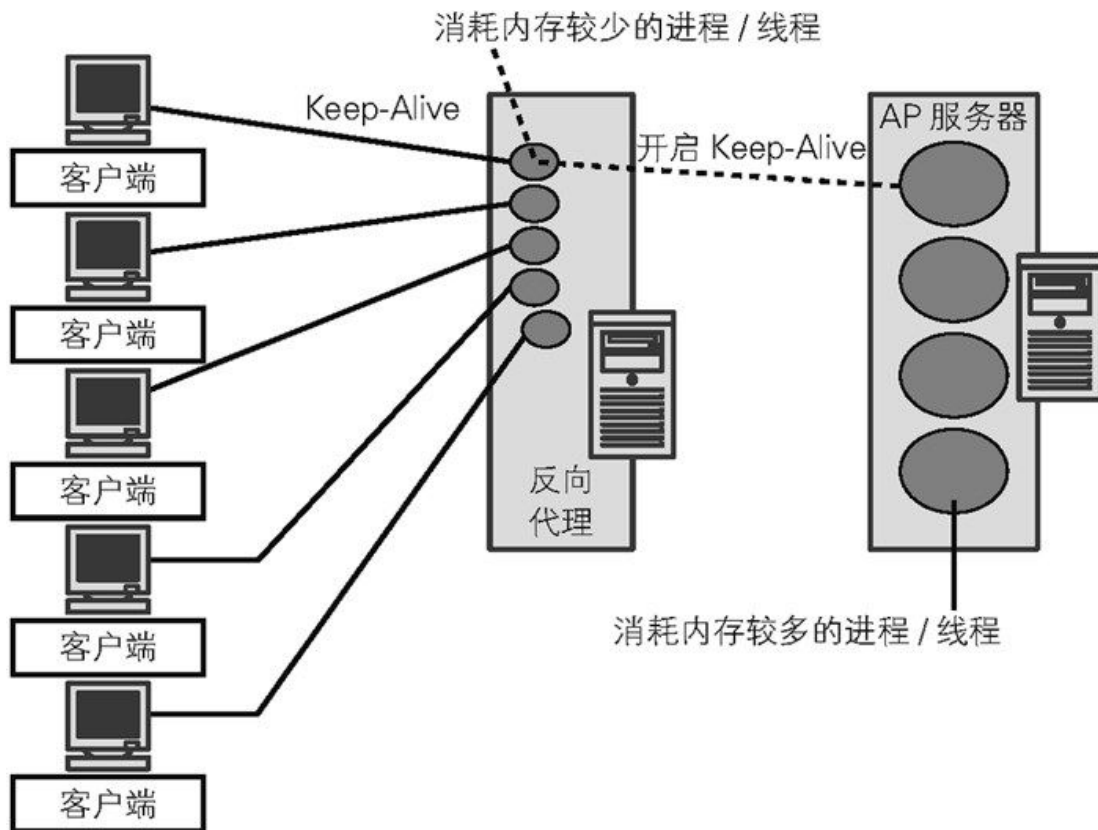 消耗内存较少的进程 / 线程
Keep-Alive
开启 Keep-Alive
AP 服务器
客户端
客户端
客户端
客户端
客户端
反向
代理
消耗内存较多的进程 / 线程